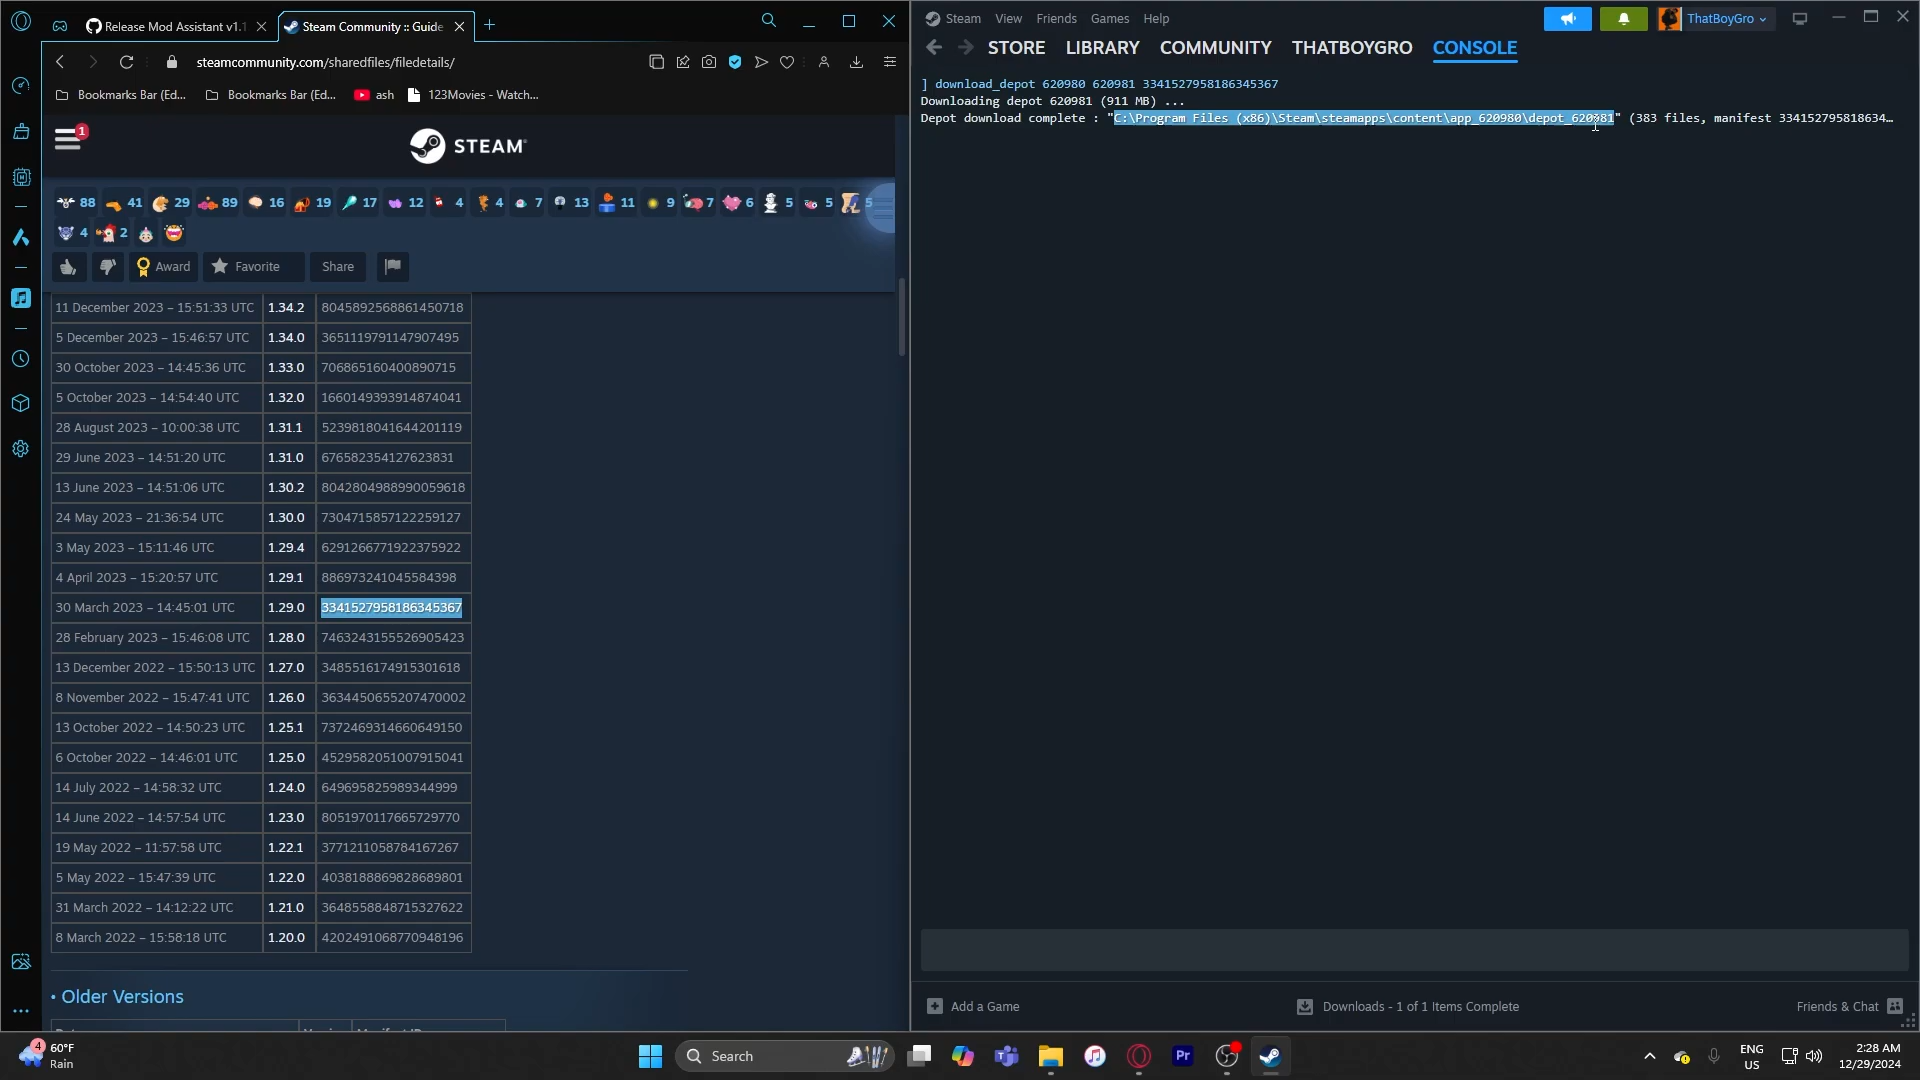 Release Mod Assistant v1.1
Steam Community :: Guide
steamcommunity.com/sharedfiles/filedetails/
Bookmarks Bar (Ed...
Bookmarks Bar (Ed...
ash
123Movies - Watch...
1
STEAM
88
41
29
89
16
19
17
12
4
4
7
13
11
9
7
6
5
5
5
4
2
Award
Favorite
Share
11 December 2023 – 15:51:33 UTC 1.34.2 8045892568861450718
5 December 2023 – 15:46:57 UTC 1.34.0 3651119791147907495
30 October 2023 – 14:45:36 UTC 1.33.0 706865160400890715
5 October 2023 – 14:54:40 UTC 1.32.0 1660149393914874041
28 August 2023 – 10:00:38 UTC 1.31.1 5239818041644201119
29 June 2023 – 14:51:20 UTC 1.31.0 676582354127623831
13 June 2023 – 14:51:06 UTC 1.30.2 8042804988990059618
24 May 2023 – 21:36:54 UTC 1.30.0 7304715857122259127
3 May 2023 – 15:11:46 UTC 1.29.4 6291266771922375922
4 April 2023 – 15:20:57 UTC 1.29.1 886973241045584398
30 March 2023 – 14:45:01 UTC 1.29.0 3341527958186345367
28 February 2023 – 15:46:08 UTC 1.28.0 7463243155526905423
13 December 2022 – 15:50:13 UTC 1.27.0 3485516174915301618
8 November 2022 – 15:47:41 UTC 1.26.0 3634450655207470002
13 October 2022 – 14:50:23 UTC 1.25.1 7372469314660649150
6 October 2022 – 14:46:01 UTC 1.25.0 4529582051007915041
14 July 2022 – 14:58:32 UTC 1.24.0 649695825989344999
14 June 2022 – 14:57:54 UTC 1.23.0 8051970117665729770
19 May 2022 – 11:57:58 UTC 1.22.1 3771211058784167267
5 May 2022 – 15:47:39 UTC 1.22.0 4038188869828689801
31 March 2022 – 14:12:22 UTC 1.21.0 3648558848715327622
8 March 2022 – 15:58:18 UTC 1.20.0 4202491068770948196
• Older Versions
Steam View Friends Games Help
ThatBoyGro
STORE LIBRARY COMMUNITY THATBOYGRO CONSOLE
] download_depot 620980 620981 3341527958186345367
Downloading depot 620981 (911 MB) ...
Depot download complete : "C:\Program Files (x86)\Steam\steamapps\content\app_620980\depot_620981" (383 files, manifest 334152795818634…
Add a Game
Downloads - 1 of 1 Items Complete
Friends & Chat
4
60°F
Rain
Search
Pr
ENG
US
2:28 AM
12/29/2024